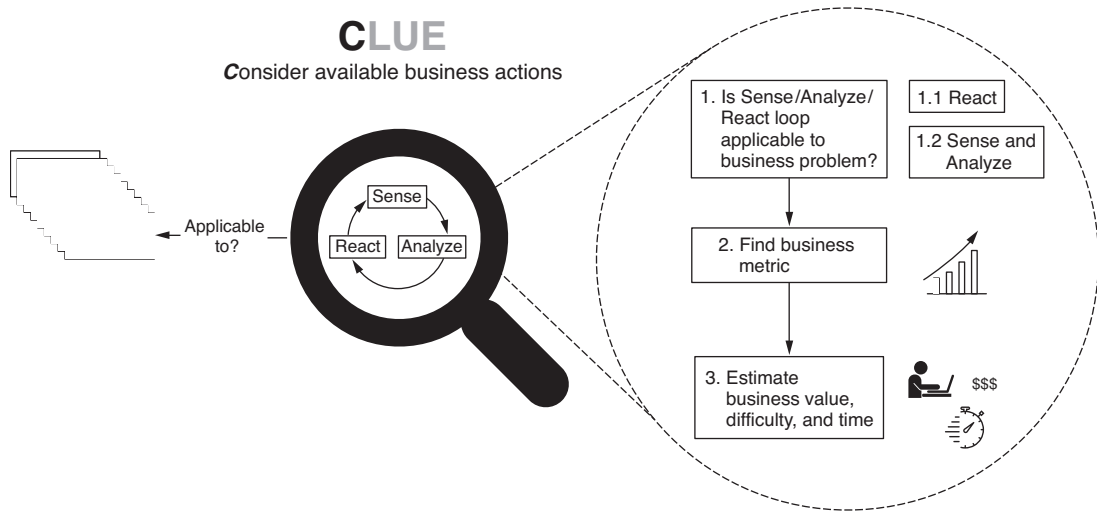 CLUE
Consider available business actions
Applicable
to?
Sense
React
Analyze
1. Is Sense/Analyze/
React loop
applicable to
business problem?
1.1 React
1.2 Sense and
Analyze
2. Find business
metric
3. Estimate
business value,
difficulty, and time
$$$